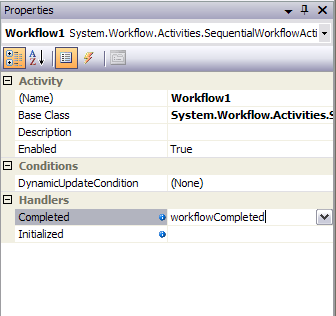 Properties
Workflow1 System.Workflow.Activities.SequentialWorkflowActi
Activity
(Name) Workflow1
Base Class System.Workflow.Activities.S
Description
Enabled True
Conditions
DynamicUpdateCondition (None)
Handlers
Completed workflowCompleted
Initialized